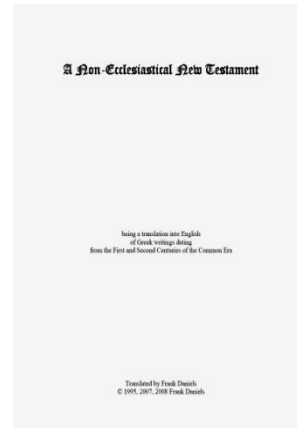 A Non-Ecclesiastical New Testament
being a translation into English
of Greek writings dating
from the First and Second Centuries of the Common Era
Translated by Frank Daniels
© 1995, 2007, 2008 Frank Daniels